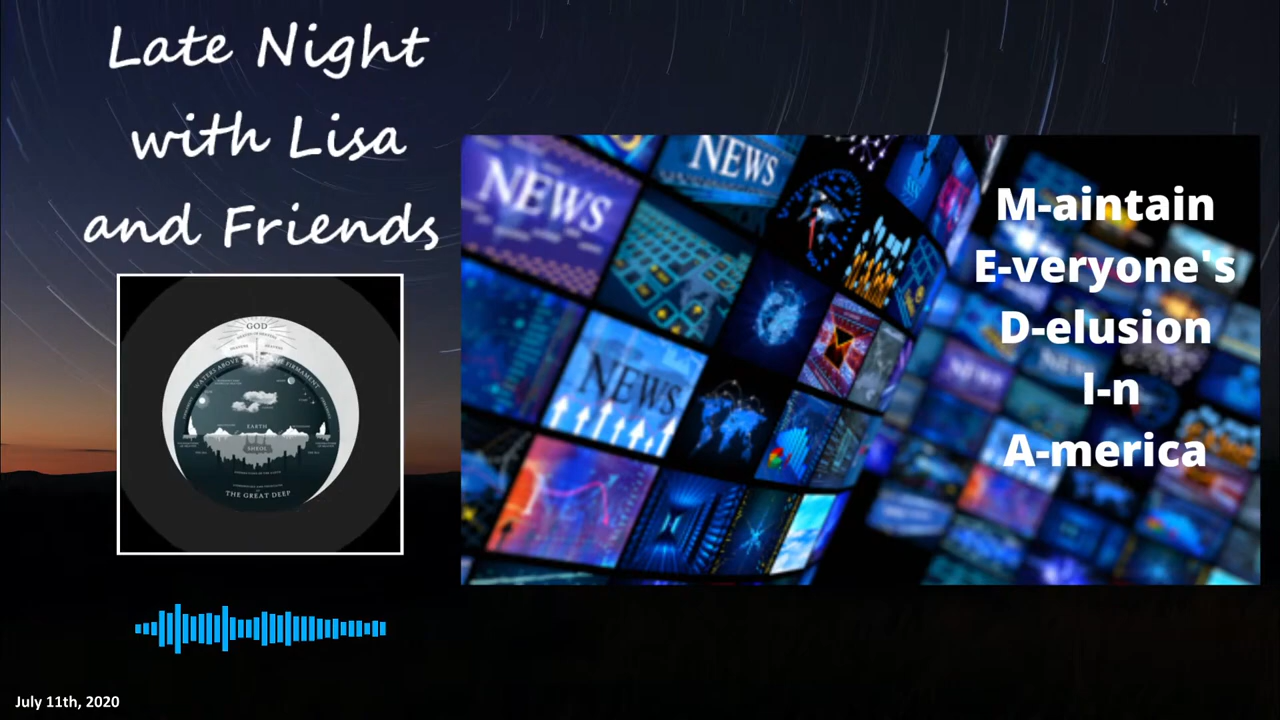 Late Night
with Lisa
and Friends
GOD
WATERS ABOVE FIRMAMENT
EARTH
SHEOL
THE GREAT DEEP
NEWS
NEWS
NEWS
M-aintain
E-veryone's
D-elusion
I-n
A-merica
July 11th, 2020